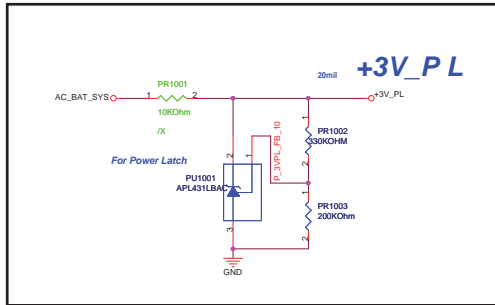 +3V_P L
20mil
PR1001
AC_BAT_SYS
1
2
+3V_PL
10KOhm
/X
1
PR1002
330KOHM
2
For Power Latch
2
1
P_3VPL_FB_10
PU1001
APL431LBAC
3
1
PR1003
200KOhm
2
GND